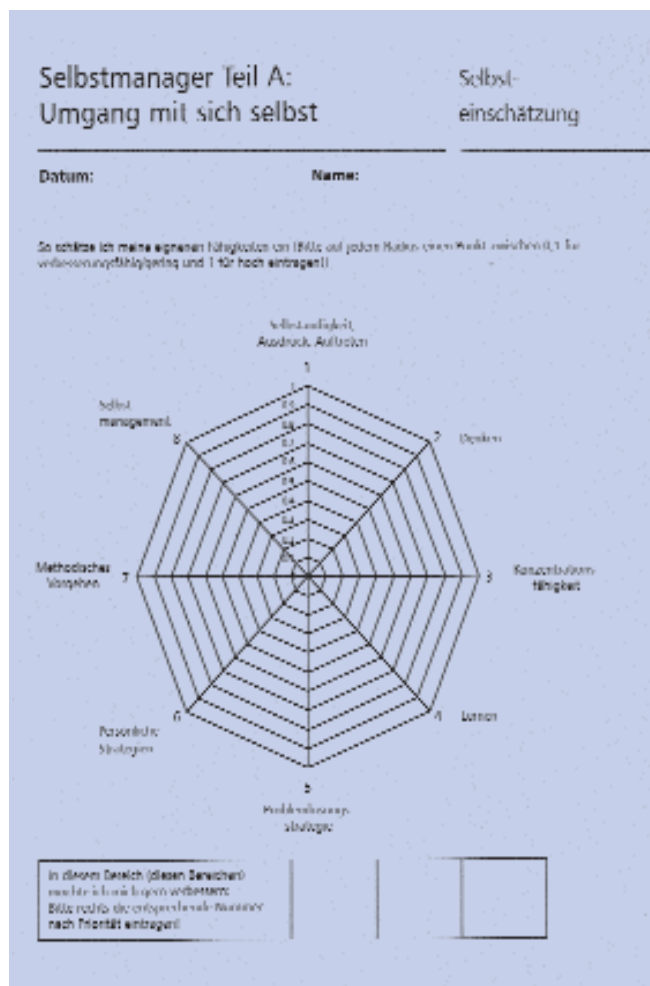 Selbstmanager Teil A:
Umgang mit sich selbst
Selbst-
einschätzung
Datum:
Name:
So schätze ich meine eigenen Fähigkeiten ein (Bitte auf jedem Radius einen Punkt zwischen 0,1 für
verbesserungsfähig/gering und 1 für hoch eintragen!)
Selbständigkeit,
Ausdruck, Auftreten
1
Selbst-
management
8
2
Denken
Methodisches
Vorgehen
7
3
Konzentrations-
fähigkeit
6
Persönliche
Strategien
4
Lernen
5
Problemlösungs-
strategie
In diesem Bereich (diesen Bereichen)
möchte ich mich gern verbessern:
Bitte rechts die entsprechende Nummer
nach Priorität eintragen!